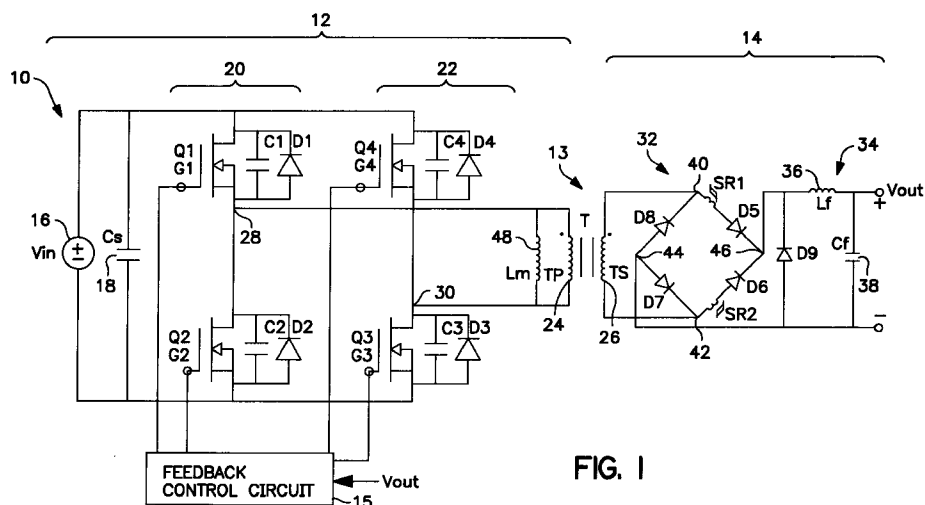 12
14
10
20
22
Q1
G1
C1
D1
Q4
G4
C4
D4
13
32
40
SR1
34
36
Vout
+
Lf
16
Vin
Cs
18
28
48
Lm
TP
T
TS
D8
D5
44
46
D9
Cf
38
D7
D6
SR2
30
24
26
42
−
Q2
G2
C2
D2
Q3
G3
C3
D3
FEEDBACK
CONTROL CIRCUIT
Vout
15
FIG. 1